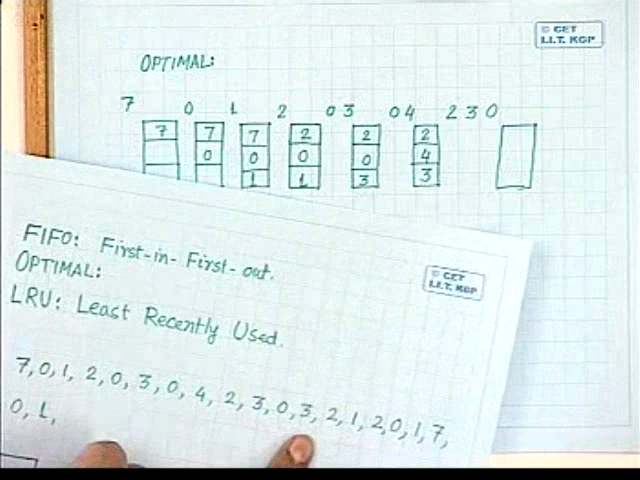 © CET
I.I.T. KGP
OPTIMAL:
7 0 1 2 0 3 0 4 2 3 0
7 7 7 2 2 2
0 0 0 0 4
1 1 3 3
FIFO: First-in-First-out.
OPTIMAL:
© CET
I.I.T. KGP
LRU: Least Recently Used.
7, 0, 1, 2, 0, 3, 0, 4, 2, 3, 0, 3, 2, 1, 2, 0, 1, 7,
0, 1,